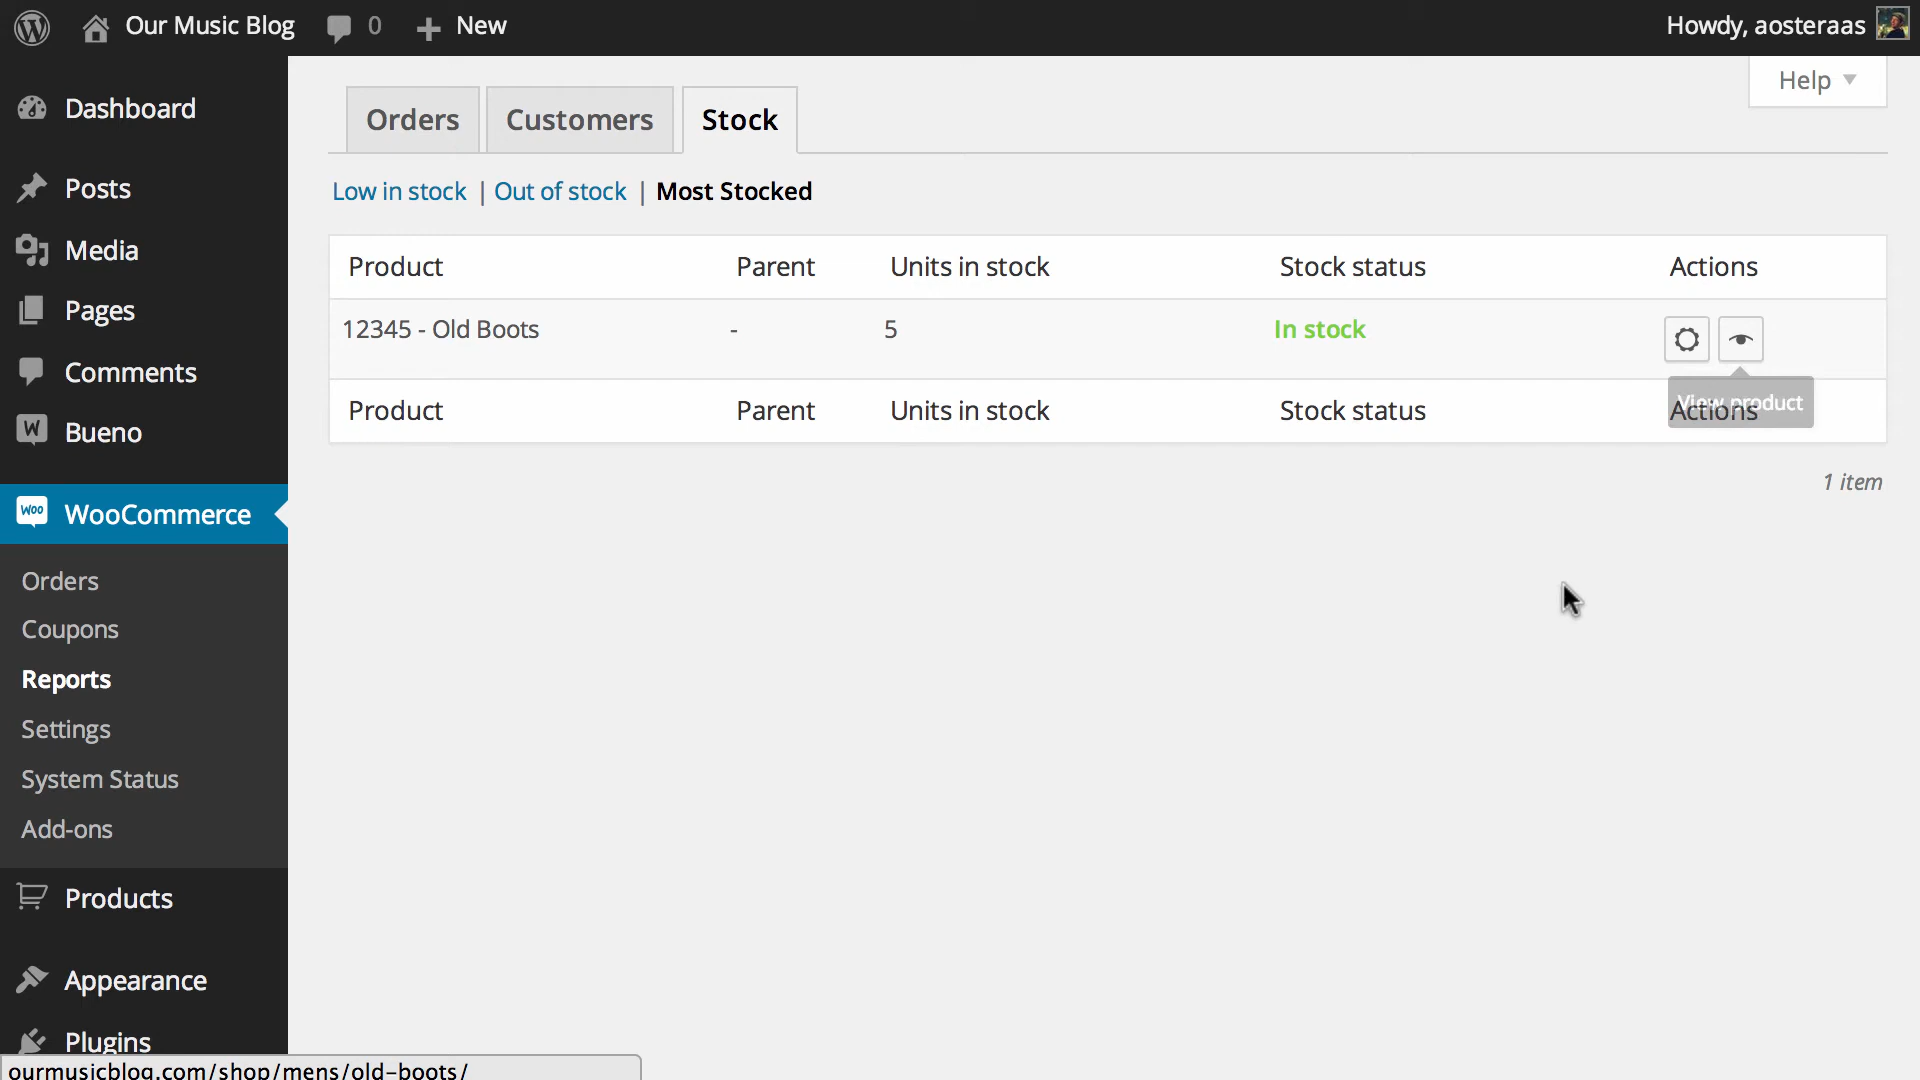 Our Music Blog 0 New Howdy, aosteraas
Help
Dashboard
Posts
Media
Pages
Comments
Bueno
WooCommerce
Orders
Coupons
Reports
Settings
System Status
Add-ons
Products
Appearance
Plugins
Orders Customers Stock
Low in stock | Out of stock | Most Stocked
Product Parent Units in stock Stock status Actions
12345 - Old Boots - 5 In stock
View product
Product Parent Units in stock Stock status Actions
1 item
ourmusicblog.com/shop/mens/old-boots/